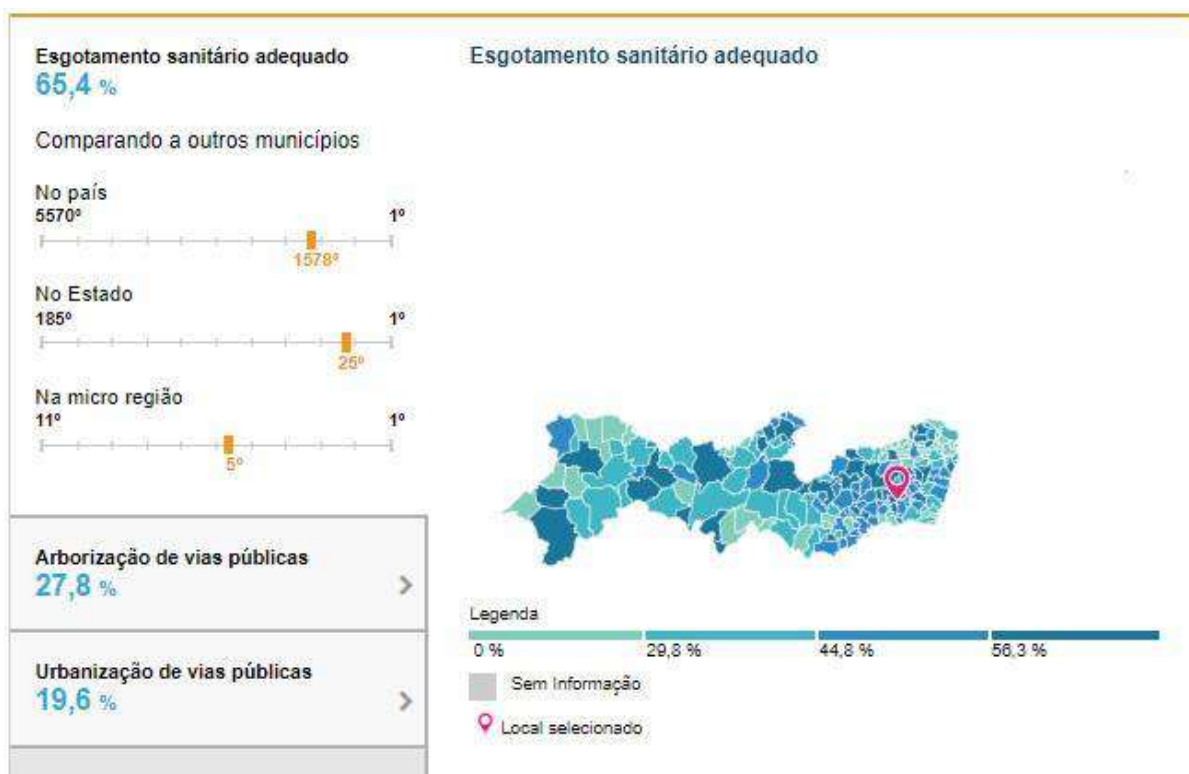 Esgotamento sanitário adequado
65,4 %
Comparando a outros municípios
No país
5570º 1º
1578º
No Estado
185º 1º
25º
Na micro região
11º 1º
5º
Arborização de vias públicas
27,8 %
Urbanização de vias públicas
19,6 %
Esgotamento sanitário adequado
Legenda
0 % 29,8 % 44,8 % 56,3 %
Sem Informação
Local selecionado